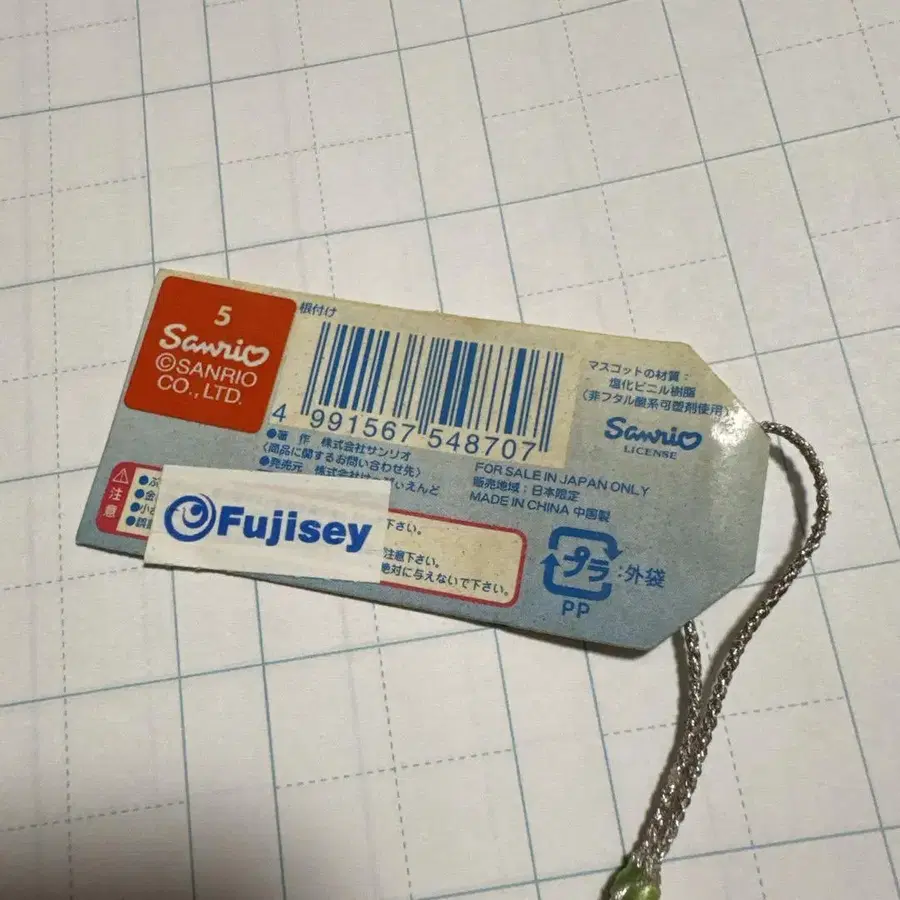 5
Sanrio
©SANRIO
CO.,LTD.
根付け
4 991567 548707
●著 作 株式会社サンリオ
〈商品に関するお問い合わせ先〉
●発売元 株式会社
ぃえんど
マスコットの材質:
塩化ビニル樹脂
(非フタル酸系可塑剤使用)
Sanrio
LICENSE
FOR SALE IN JAPAN ONLY
販売地域:日本限定
MADE IN CHINA 中国製
注意
Fujisey
下さい。
注意下さい。
絶対に与えないで下さい。
プラ
:外袋
PP